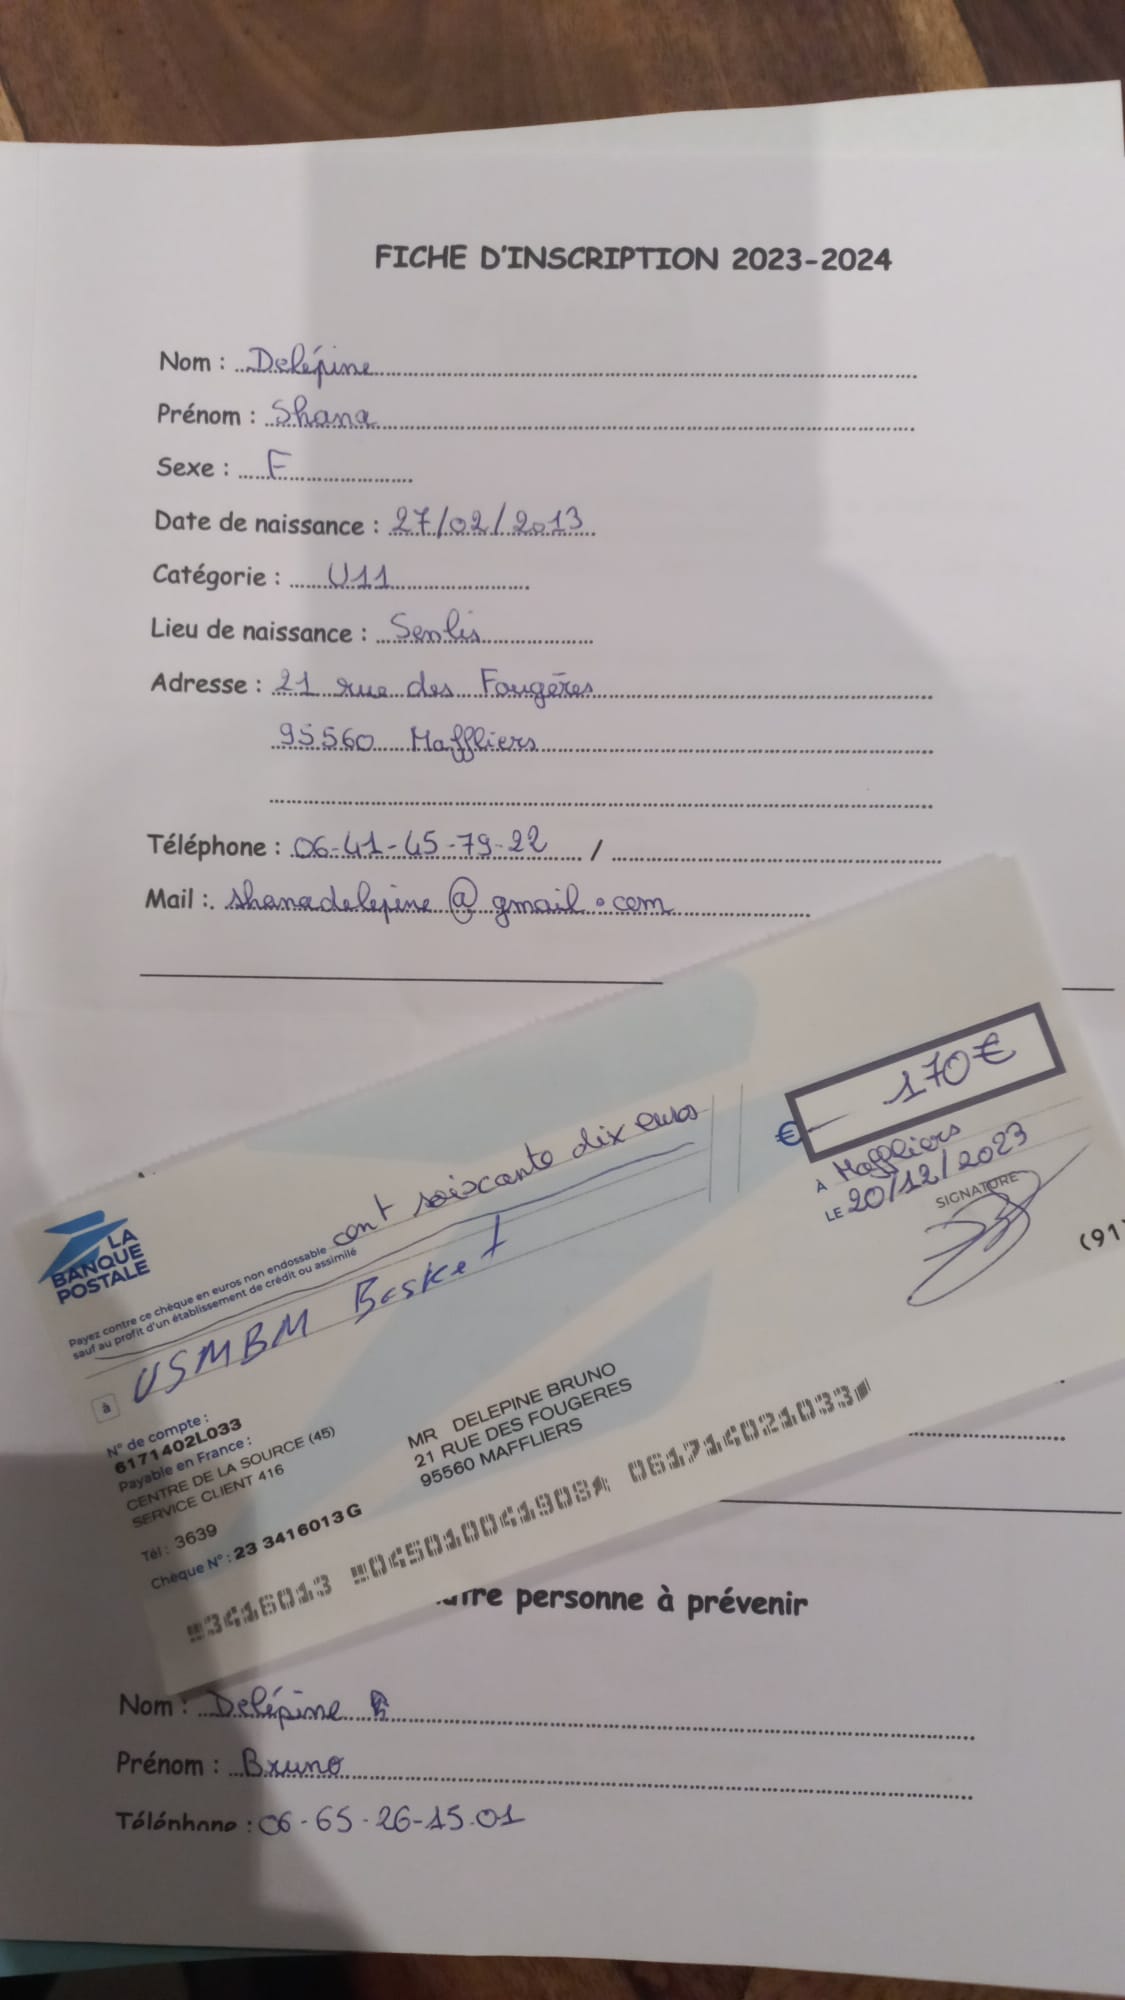 FICHE D'INSCRIPTION 2023-2024
Nom : Delépine
Prénom : Shana
Sexe : F
Date de naissance : 27/02/2013
Catégorie : U11
Lieu de naissance : Senlis
Adresse : 21 rue des Fougères
95560 Maffliers
Téléphone : 06-41-45-79-22 /
Mail : shanadelepine@gmail.com
170€
€
cent soixante dix euros
À Maffliers
LE 20/12/2023
SIGNATURE
(91
LA
BANQUE
POSTALE
Payez contre ce chèque en euros non endossable
sauf au profit d'un établissement de crédit ou assimilé
à USMBM Basket
N° de compte :
6171402L033
Payable en France :
CENTRE DE LA SOURCE (45)
SERVICE CLIENT 416
Tél : 3639
Chèque N° : 23 3416013 G
MR DELEPINE BRUNO
21 RUE DES FOUGERES
95560 MAFFLIERS
3416013 045010041908 061714021033
personne à prévenir
Nom : Delépine
Prénom : Bruno
Téléphone : 06-65-26-15.01